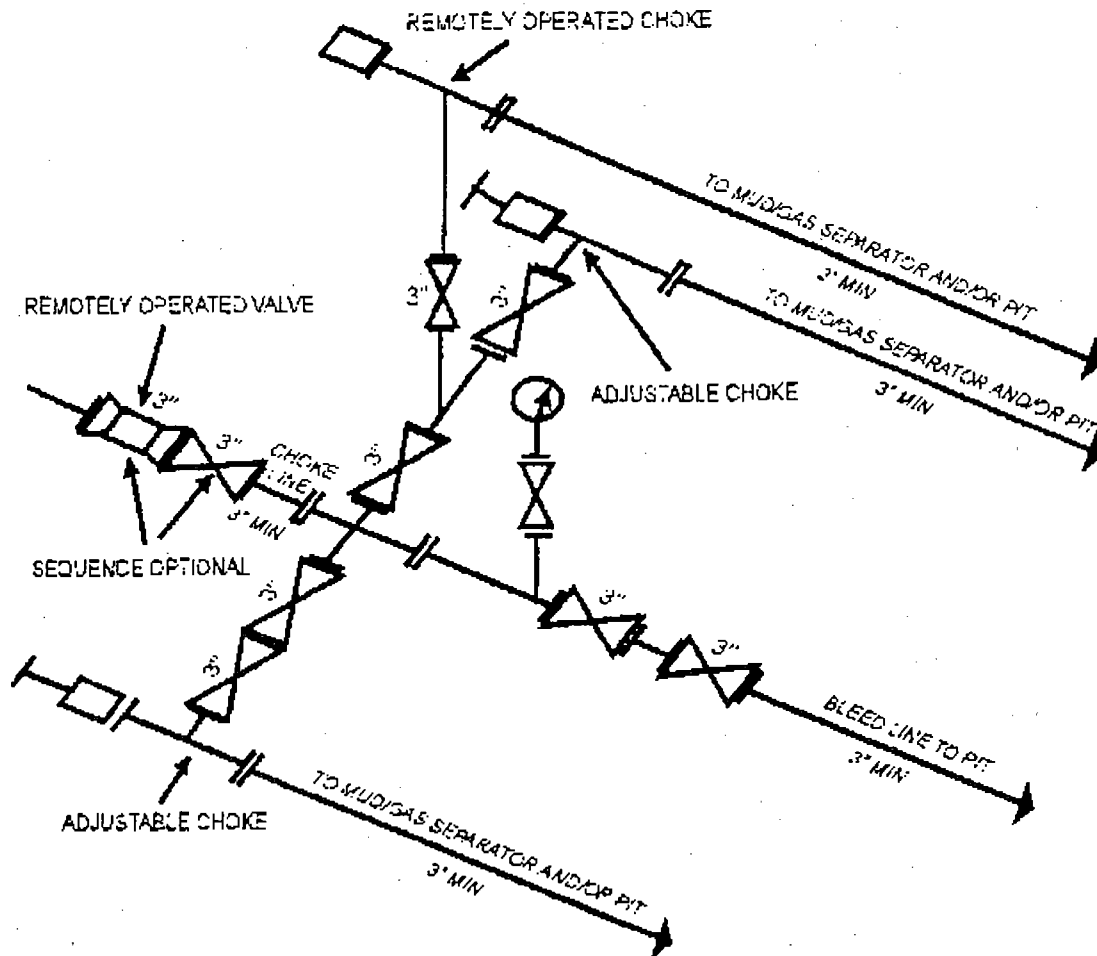 REMOTELY OPERATED CHOKE
TO MUD/GAS SEPARATOR AND/OR PIT
3" MIN
TO MUD/GAS SEPARATOR AND/OR PIT
3" MIN
3"
3"
REMOTELY OPERATED VALVE
ADJUSTABLE CHOKE
3"
3"
CHOKE
LINE
3" MIN
3"
SEQUENCE OPTIONAL
3"
3"
3"
3"
BLEED LINE TO PIT
3" MIN
ADJUSTABLE CHOKE
TO MUD/GAS SEPARATOR AND/OR PIT
3" MIN